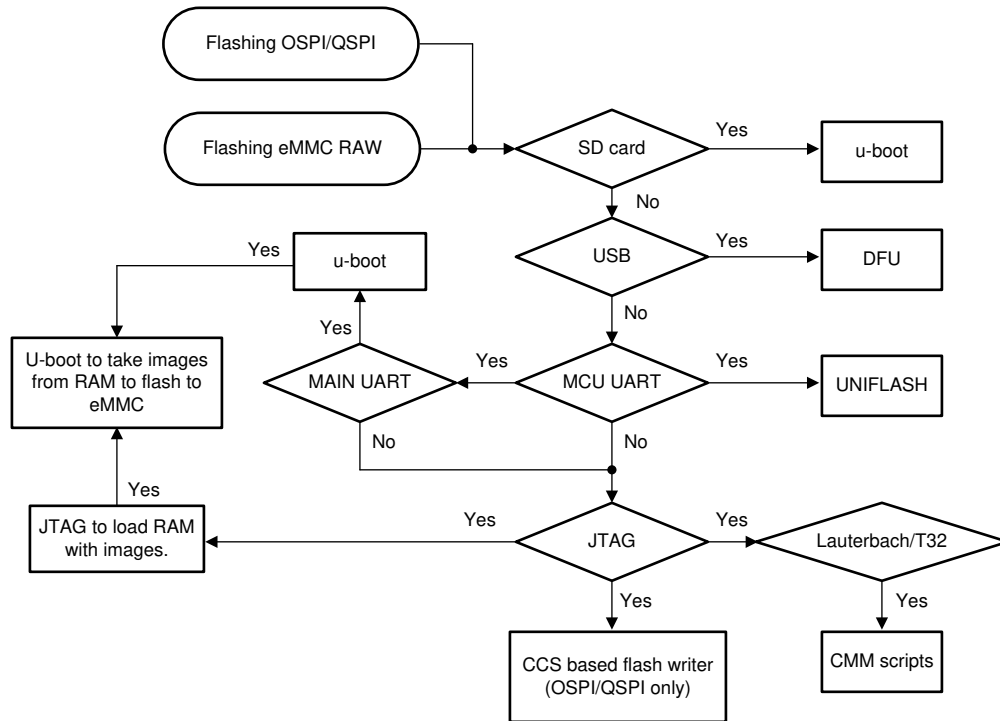 Flashing OSPI/QSPI
Flashing eMMC RAW
SD card
Yes
u-boot
No
Yes
u-boot
USB
Yes
DFU
No
Yes
U-boot to take images
from RAM to flash to
eMMC
MAIN UART
Yes
MCU UART
Yes
UNIFLASH
No
No
Yes
JTAG to load RAM
with images.
Yes
JTAG
Yes
Lauterbach/T32
Yes
Yes
CCS based flash writer
(OSPI/QSPI only)
CMM scripts